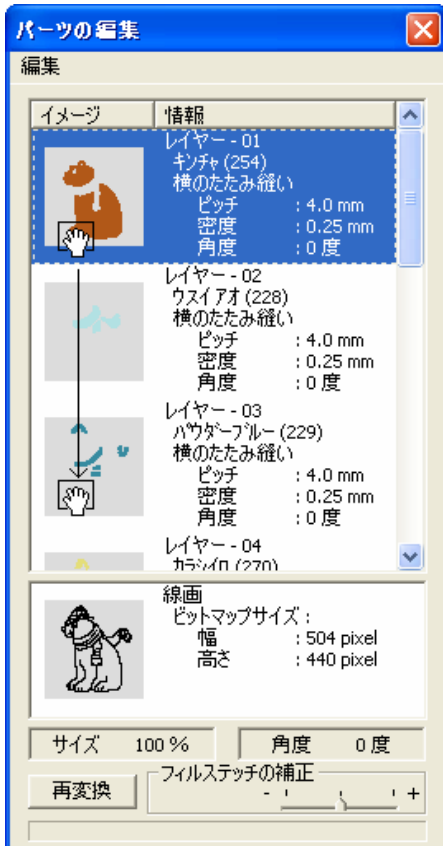 パーツの編集
編集
イメージ 情報
レイヤー - 01
キンチャ (254)
横のたたみ縫い
ピッチ : 4.0 mm
密度 : 0.25 mm
角度 : 0 度
レイヤー - 02
ウスイアオ (228)
横のたたみ縫い
ピッチ : 4.0 mm
密度 : 0.25 mm
角度 : 0 度
レイヤー - 03
パウダーブルー (229)
横のたたみ縫い
ピッチ : 4.0 mm
密度 : 0.25 mm
角度 : 0 度
レイヤー - 04
カラシイロ (270)
線画
ビットマップサイズ :
幅 : 504 pixel
高さ : 440 pixel
サイズ 100 % 角度 0 度
再変換 フィルステッチの補正
- +